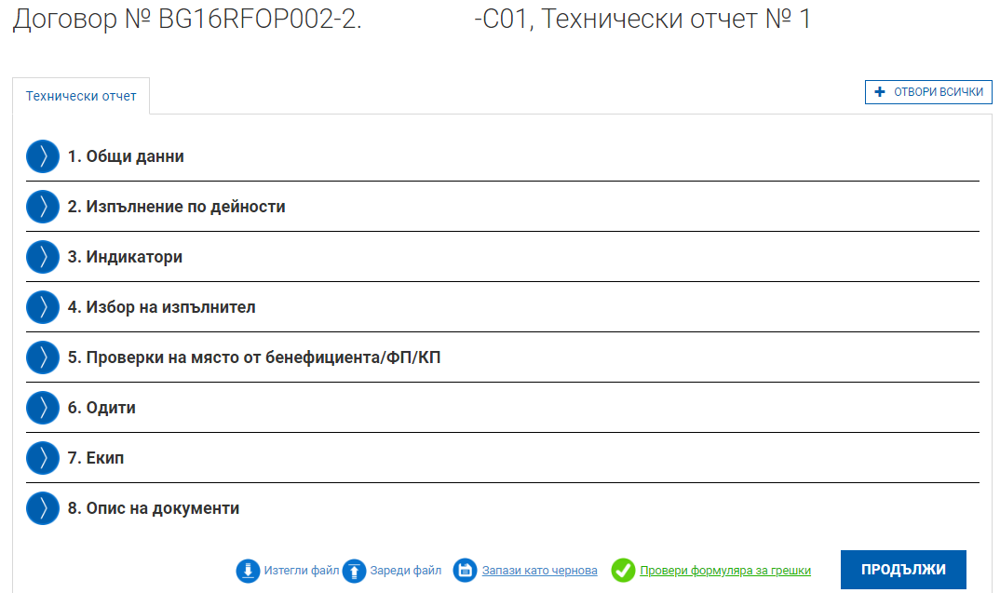 Договор № BG16RFOP002-2. -C01, Технически отчет № 1
Технически отчет
ОТВОРИ ВСИЧКИ
1. Общи данни
2. Изпълнение по дейности
3. Индикатори
4. Избор на изпълнител
5. Проверки на място от бенефициента/ФП/КП
6. Одити
7. Екип
8. Опис на документи
Изтегли файл Зареди файл Запази като чернова Провери формуляра за грешки ПРОДЪЛЖИ